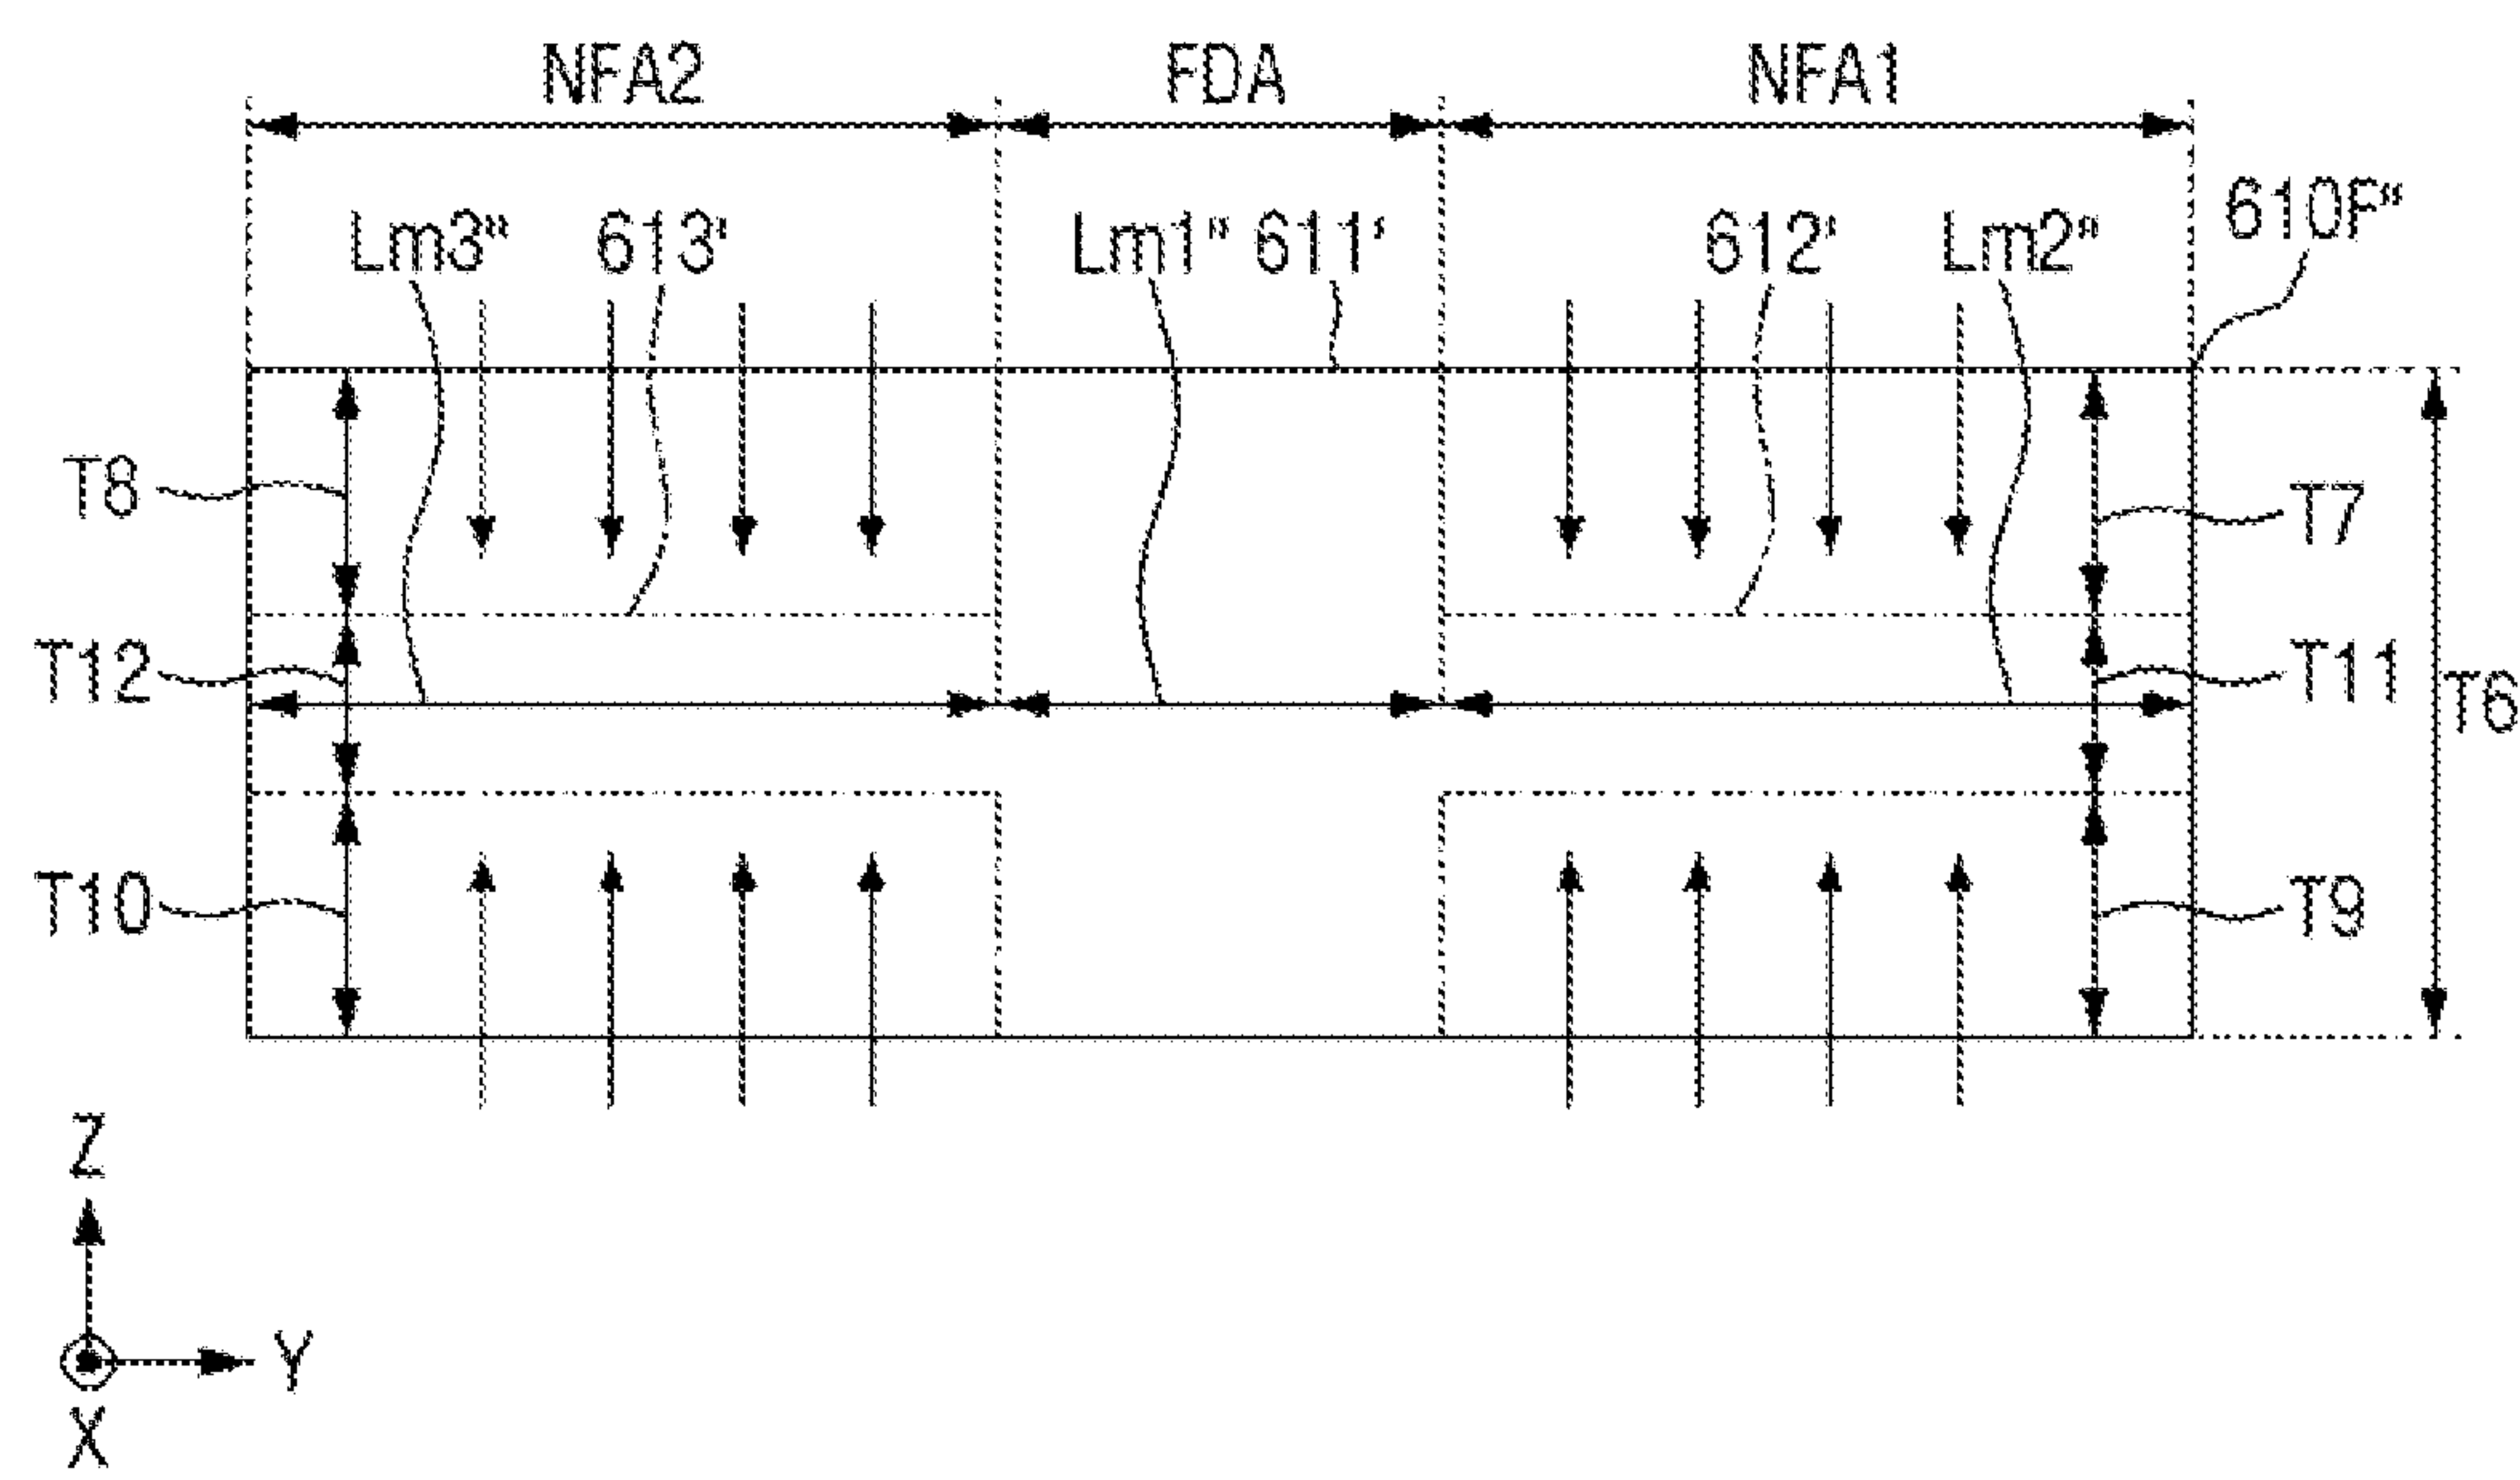 NFA2 FDA NFA1
Lm3" 613' Lm1" 611' 612' Lm2" 610F"
T8 T7
T12 T11 T6
T10 T9
Z
Y
X